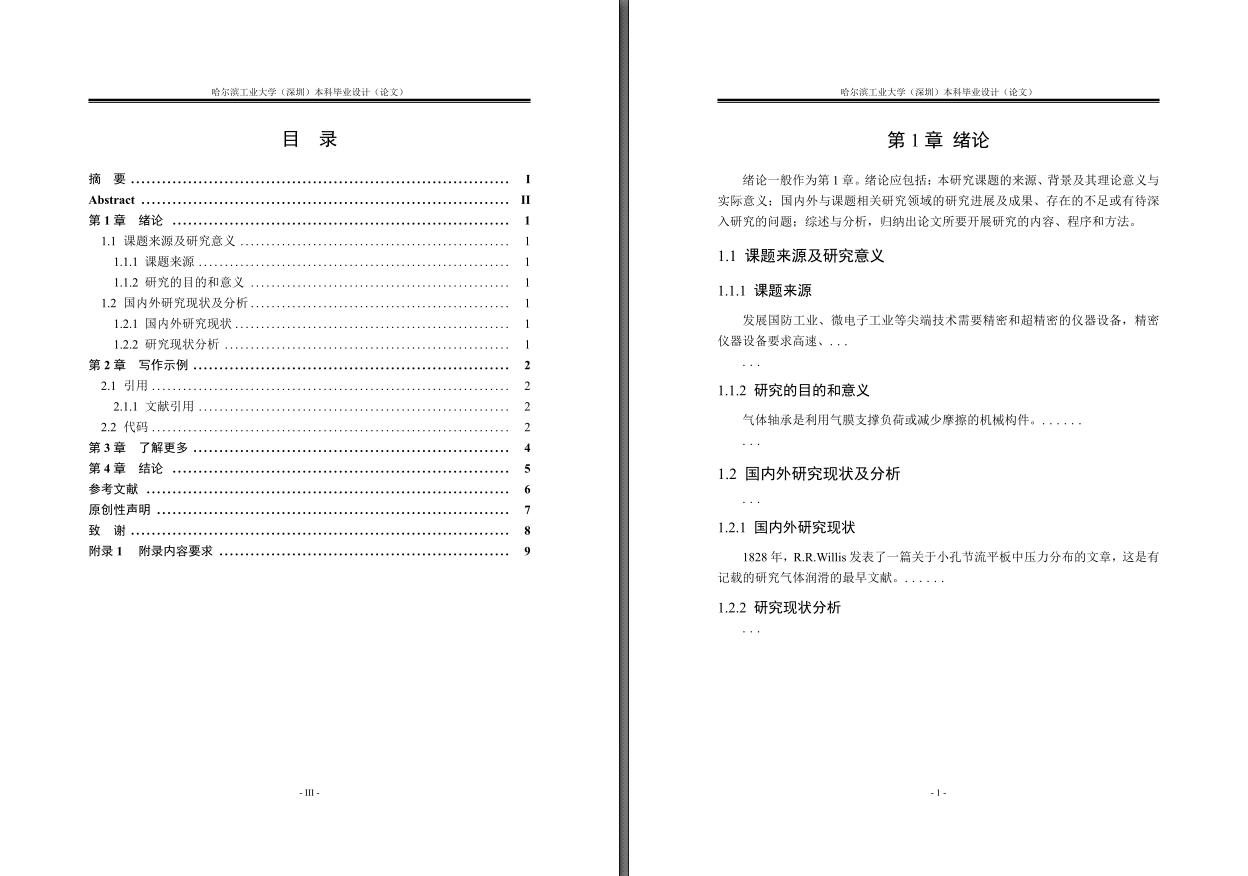 哈尔滨工业大学（深圳）本科毕业设计（论文）
目 录
摘 要 .......... I
Abstract .......... II
第 1 章 绪论 .......... 1
1.1 课题来源及研究意义 .......... 1
1.1.1 课题来源 .......... 1
1.1.2 研究的目的和意义 .......... 1
1.2 国内外研究现状及分析 .......... 1
1.2.1 国内外研究现状 .......... 1
1.2.2 研究现状分析 .......... 1
第 2 章 写作示例 .......... 2
2.1 引用 .......... 2
2.1.1 文献引用 .......... 2
2.2 代码 .......... 2
第 3 章 了解更多 .......... 4
第 4 章 结论 .......... 5
参考文献 .......... 6
原创性声明 .......... 7
致 谢 .......... 8
附录 1 附录内容要求 .......... 9
- III -
哈尔滨工业大学（深圳）本科毕业设计（论文）
第 1 章 绪论
绪论一般作为第 1 章。绪论应包括：本研究课题的来源、背景及其理论意义与
实际意义；国内外与课题相关研究领域的研究进展及成果、存在的不足或有待深
入研究的问题；综述与分析，归纳出论文所要开展研究的内容、程序和方法。
1.1 课题来源及研究意义
1.1.1 课题来源
发展国防工业、微电子工业等尖端技术需要精密和超精密的仪器设备，精密
仪器设备要求高速、...
...
1.1.2 研究的目的和意义
气体轴承是利用气膜支撑负荷或减少摩擦的机械构件。......
...
1.2 国内外研究现状及分析
...
1.2.1 国内外研究现状
1828 年，R.R.Willis 发表了一篇关于小孔节流平板中压力分布的文章，这是有
记载的研究气体润滑的最早文献。......
1.2.2 研究现状分析
...
- 1 -